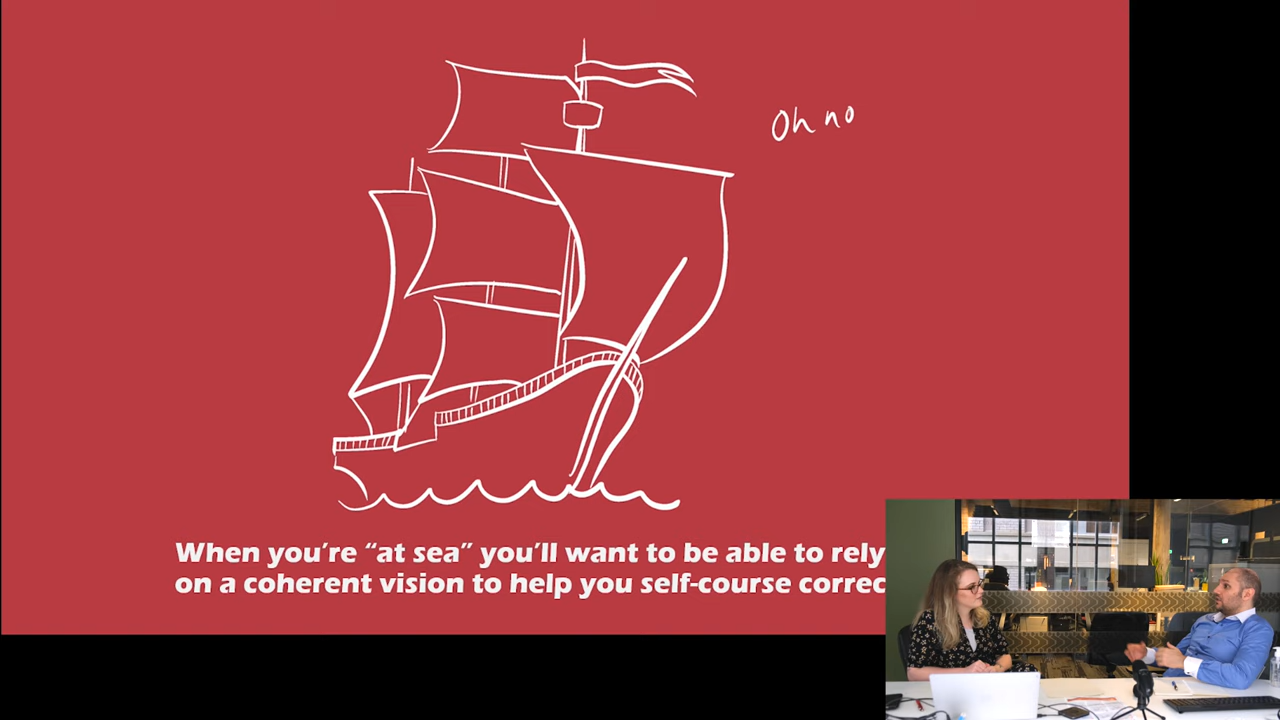 Oh no
When you're “at sea” you'll want to be able to rely
on a coherent vision to help you self-course correc